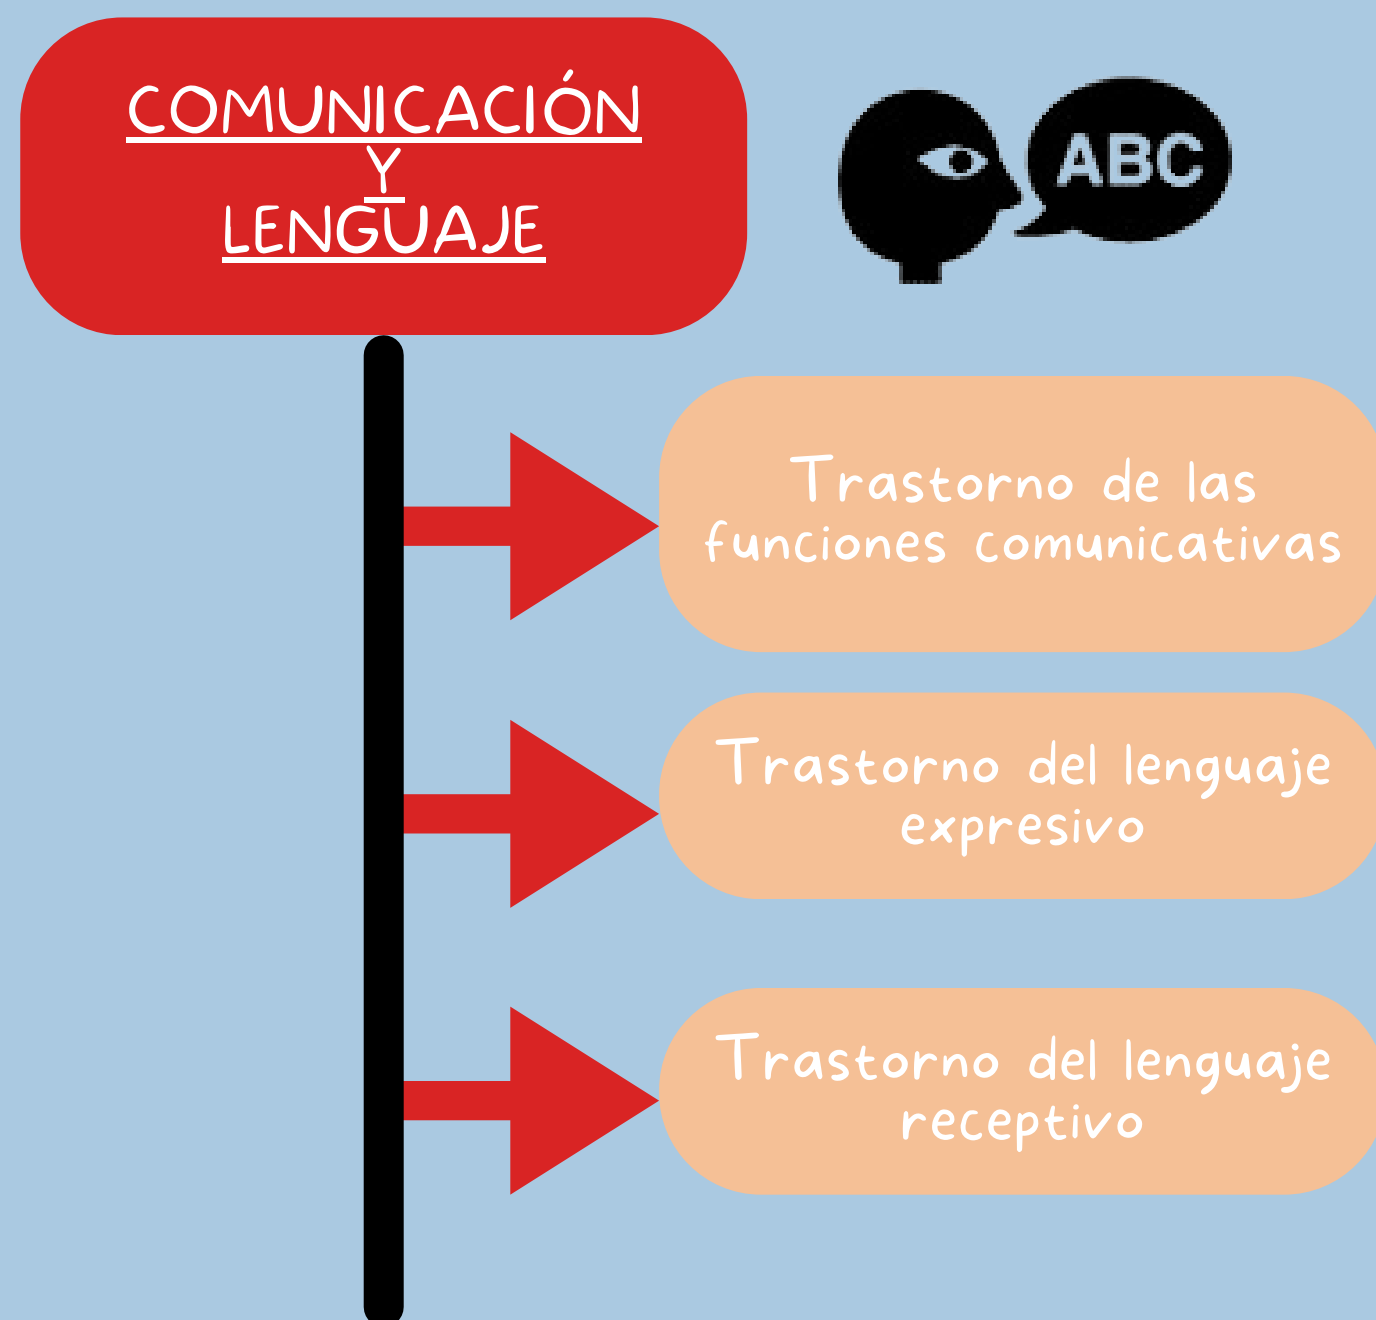 COMUNICACIÓN
Y
LENGUAJE
ABC
Trastorno de las
funciones comunicativas
Trastorno del lenguaje
expresivo
Trastorno del lenguaje
receptivo